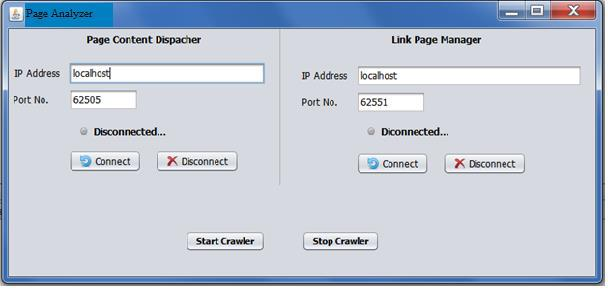 Page Analyzer
Page Content Dispacher
IP Address localhost
Port No. 62505
Disconnected...
Connect Disconnect
Link Page Manager
IP Address localhost
Port No. 62551
Disconnected...
Connect Disconnect
Start Crawler Stop Crawler